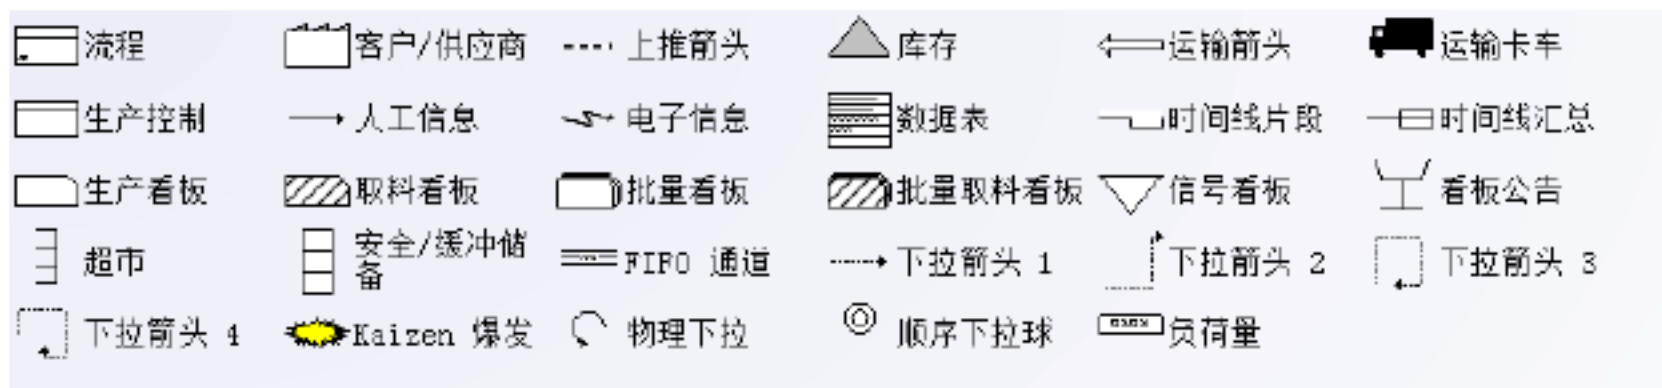 流程 客户/供应商 上推箭头 库存 运输箭头 运输卡车
生产控制 人工信息 电子信息 数据表 时间线片段 时间线汇总
生产看板 取料看板 批量看板 批量取料看板 信号看板 看板公告
超市 安全/缓冲储备 FIFO 通道 下拉箭头 1 下拉箭头 2 下拉箭头 3
下拉箭头 4 Kaizen 爆发 物理下拉 顺序下拉球 负荷量